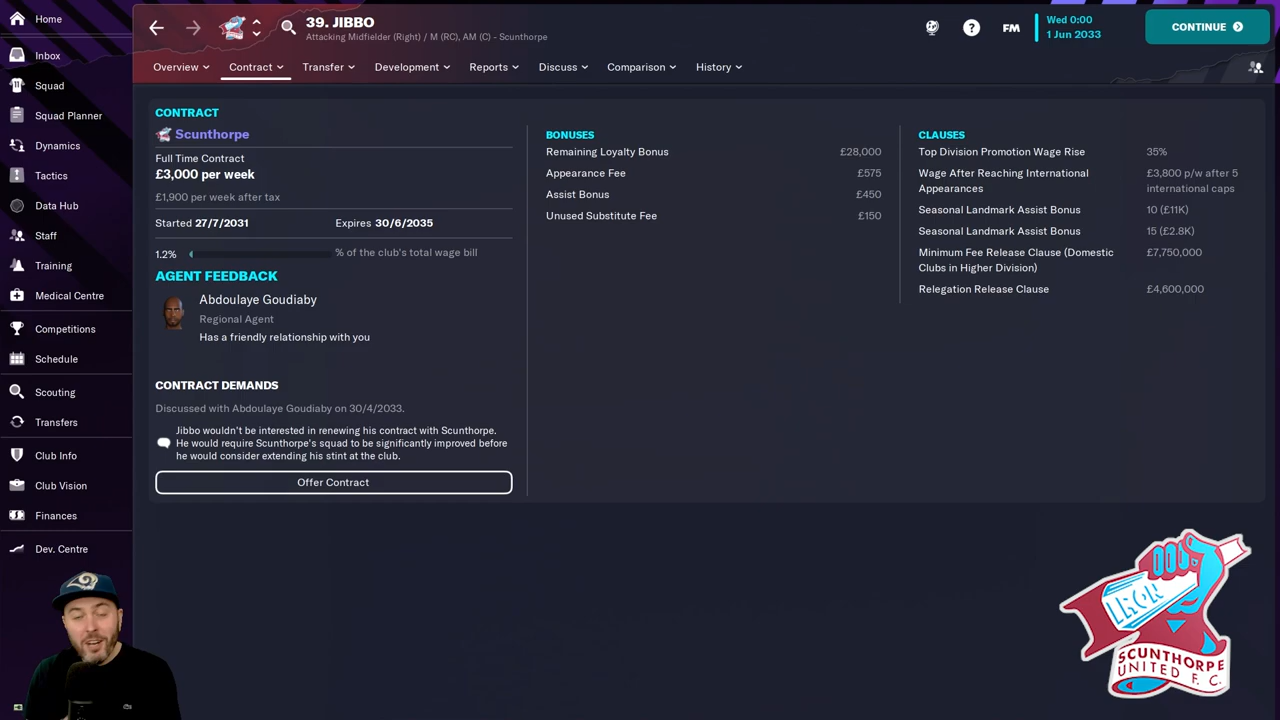 Home
Inbox
Squad
Squad Planner
Dynamics
Tactics
Data Hub
Staff
Training
Medical Centre
Competitions
Schedule
Scouting
Transfers
Club Info
Club Vision
Finances
Dev. Centre
39. JIBBO
Attacking Midfielder (Right) / M (RC), AM (C) - Scunthorpe
?
FM
Wed 0:00
1 Jun 2033
CONTINUE
Overview
Contract
Transfer
Development
Reports
Discuss
Comparison
History
CONTRACT
Scunthorpe
Full Time Contract
£3,000 per week
£1,900 per week after tax
Started 27/7/2031
Expires 30/6/2035
1.2%
% of the club's total wage bill
AGENT FEEDBACK
Abdoulaye Goudiaby
Regional Agent
Has a friendly relationship with you
CONTRACT DEMANDS
Discussed with Abdoulaye Goudiaby on 30/4/2033.
Jibbo wouldn't be interested in renewing his contract with Scunthorpe.
He would require Scunthorpe's squad to be significantly improved before
he would consider extending his stint at the club.
Offer Contract
BONUSES
Remaining Loyalty Bonus £28,000
Appearance Fee £575
Assist Bonus £450
Unused Substitute Fee £150
CLAUSES
Top Division Promotion Wage Rise 35%
Wage After Reaching International £3,800 p/w after 5
Appearances international caps
Seasonal Landmark Assist Bonus 10 (£11K)
Seasonal Landmark Assist Bonus 15 (£2.8K)
Minimum Fee Release Clause (Domestic £7,750,000
Clubs in Higher Division)
Relegation Release Clause £4,600,000
IRON
SCUNTHORPE
UNITED F.C.